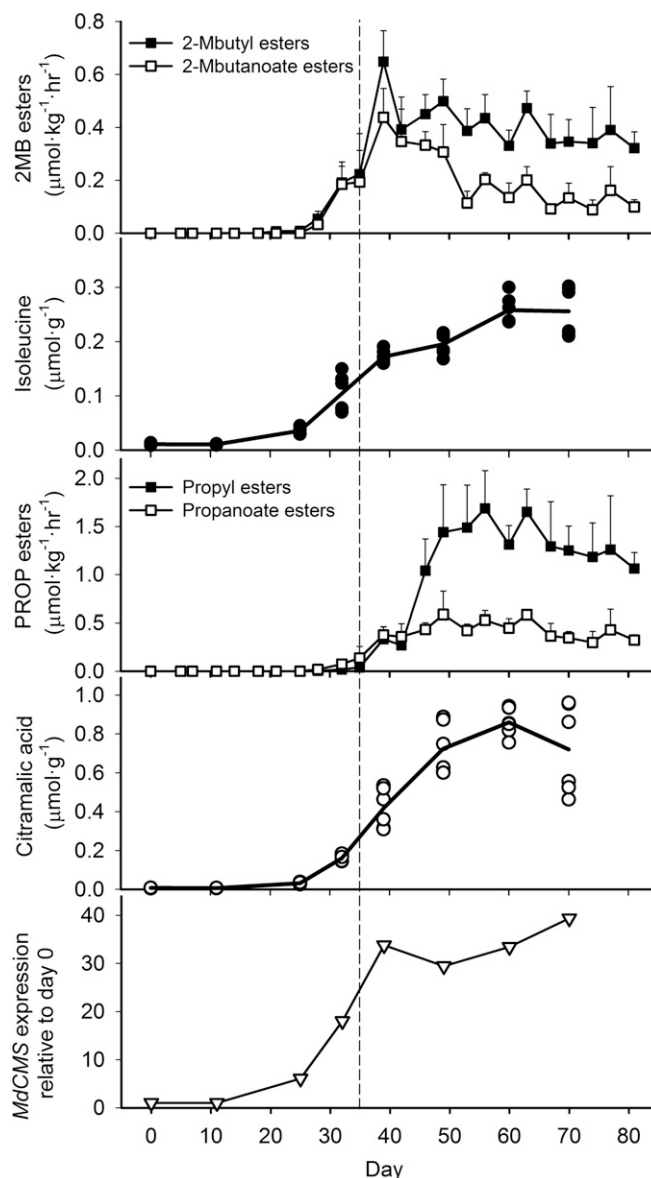 0.8
0.6
0.4
0.2
0.0
2MB esters
(μmol·kg⁻¹·hr⁻¹)
2-Mbutyl esters
2-Mbutanoate esters
0.3
0.2
0.1
0.0
Isoleucine
(μmol·g⁻¹)
2.0
1.5
1.0
0.5
0.0
PROP esters
(μmol·kg⁻¹·hr⁻¹)
Propyl esters
Propanoate esters
1.0
0.8
0.6
0.4
0.2
0.0
Citramalic acid
(μmol·g⁻¹)
40
30
20
10
0
MdCMS expression
relative to day 0
0 10 20 30 40 50 60 70 80
Day